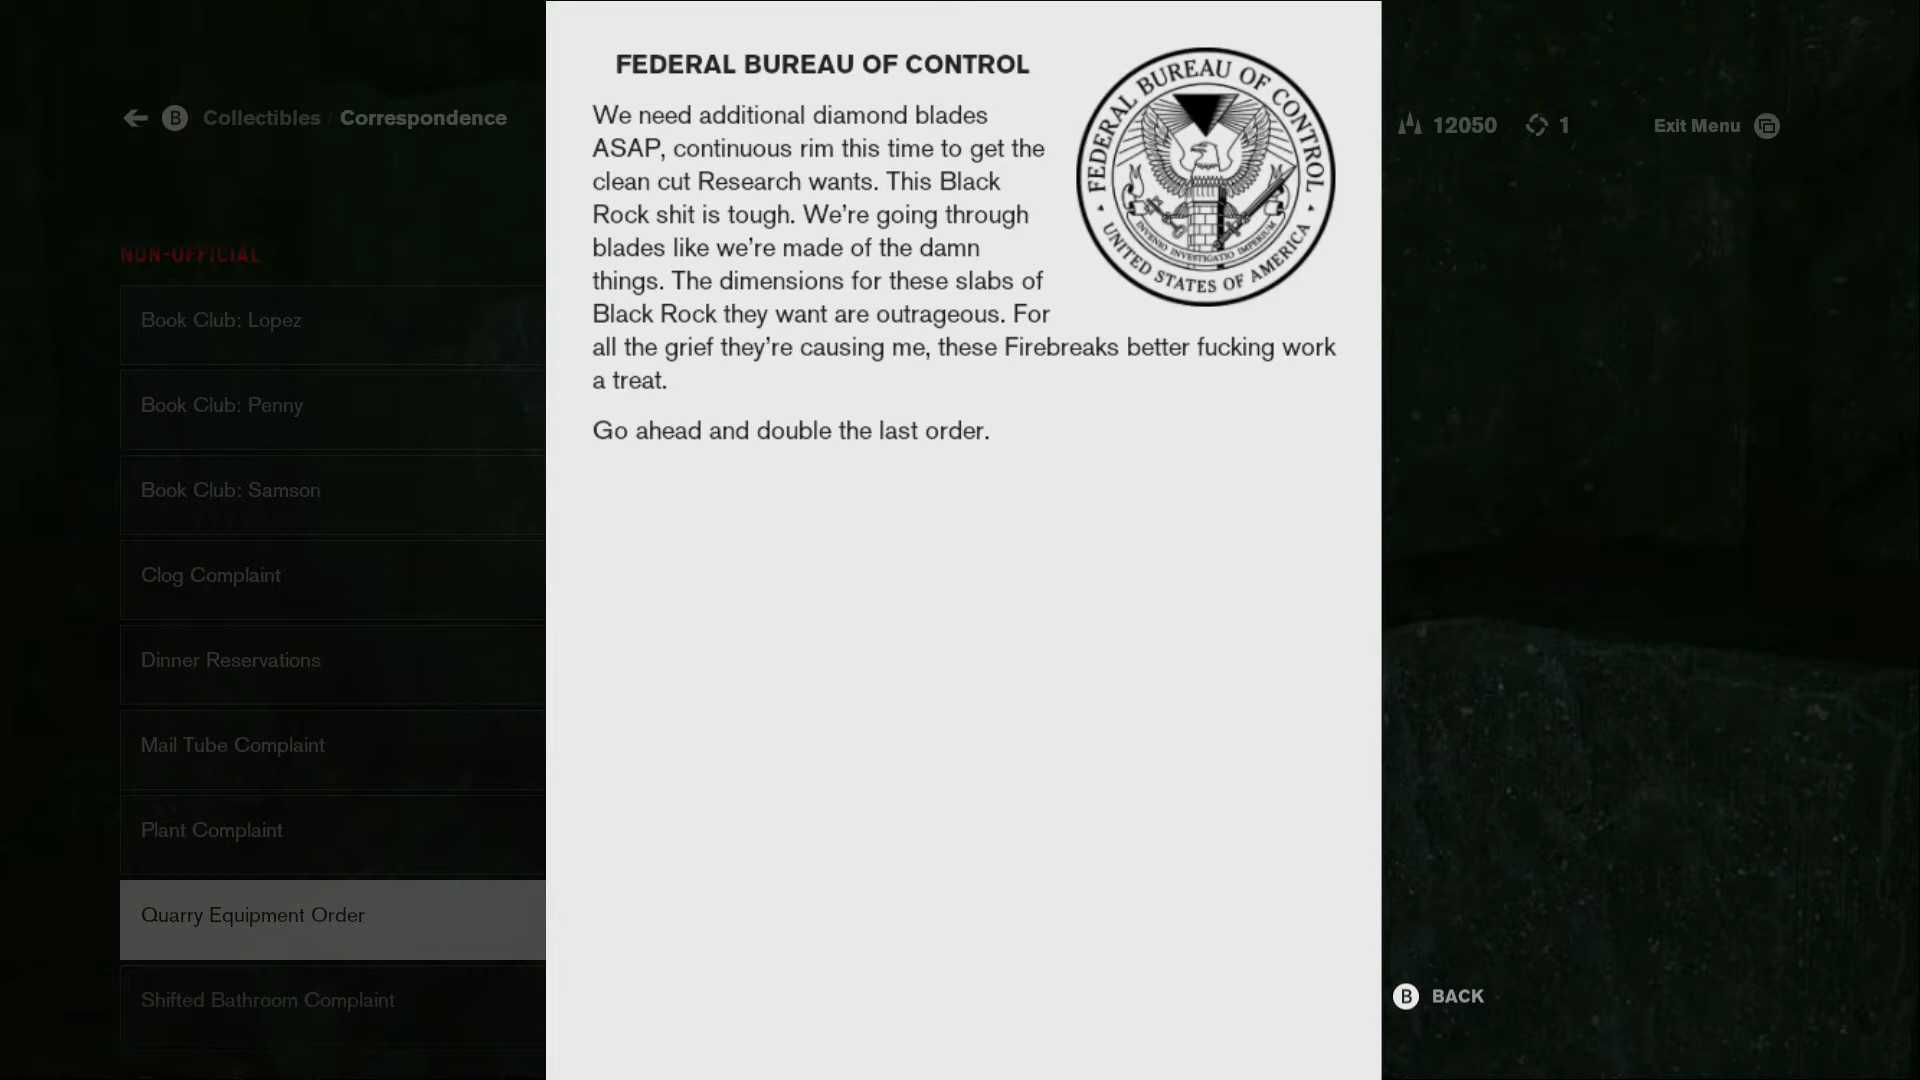 B Collectibles / Correspondence
12050
1
Exit Menu
NON-OFFICIAL
Book Club: Lopez
Book Club: Penny
Book Club: Samson
Clog Complaint
Dinner Reservations
Mail Tube Complaint
Plant Complaint
Quarry Equipment Order
Shifted Bathroom Complaint
FEDERAL BUREAU OF CONTROL
We need additional diamond blades
ASAP, continuous rim this time to get the
clean cut Research wants. This Black
Rock shit is tough. We’re going through
blades like we’re made of the damn
things. The dimensions for these slabs of
Black Rock they want are outrageous. For
all the grief they’re causing me, these Firebreaks better fucking work
a treat.
Go ahead and double the last order.
FEDERAL BUREAU OF CONTROL
INVENIO INVESTIGATIO IMPERIUM
UNITED STATES OF AMERICA
B BACK